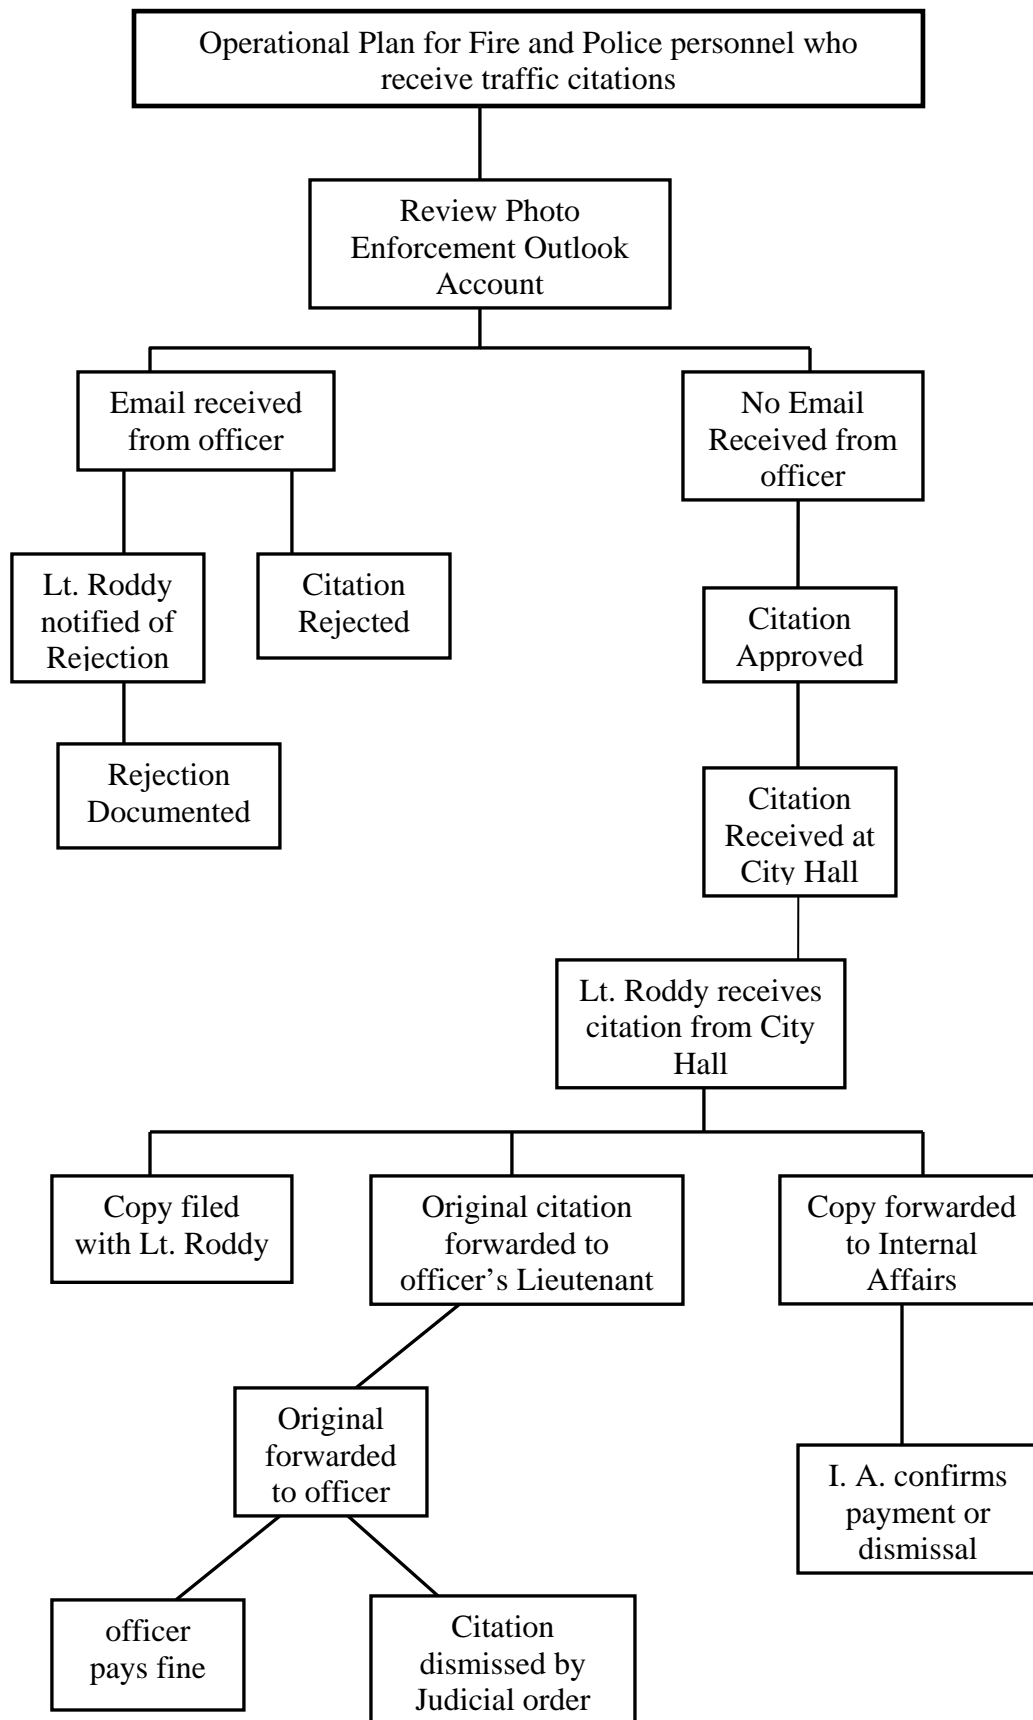 Operational Plan for Fire and Police personnel who
receive traffic citations
Review Photo
Enforcement Outlook
Account
Email received
from officer
No Email
Received from
officer
Lt. Roddy
notified of
Rejection
Citation
Rejected
Citation
Approved
Rejection
Documented
Citation
Received at
City Hall
Lt. Roddy receives
citation from City
Hall
Copy filed
with Lt. Roddy
Original citation
forwarded to
officer’s Lieutenant
Copy forwarded
to Internal
Affairs
Original
forwarded
to officer
I. A. confirms
payment or
dismissal
officer
pays fine
Citation
dismissed by
Judicial order